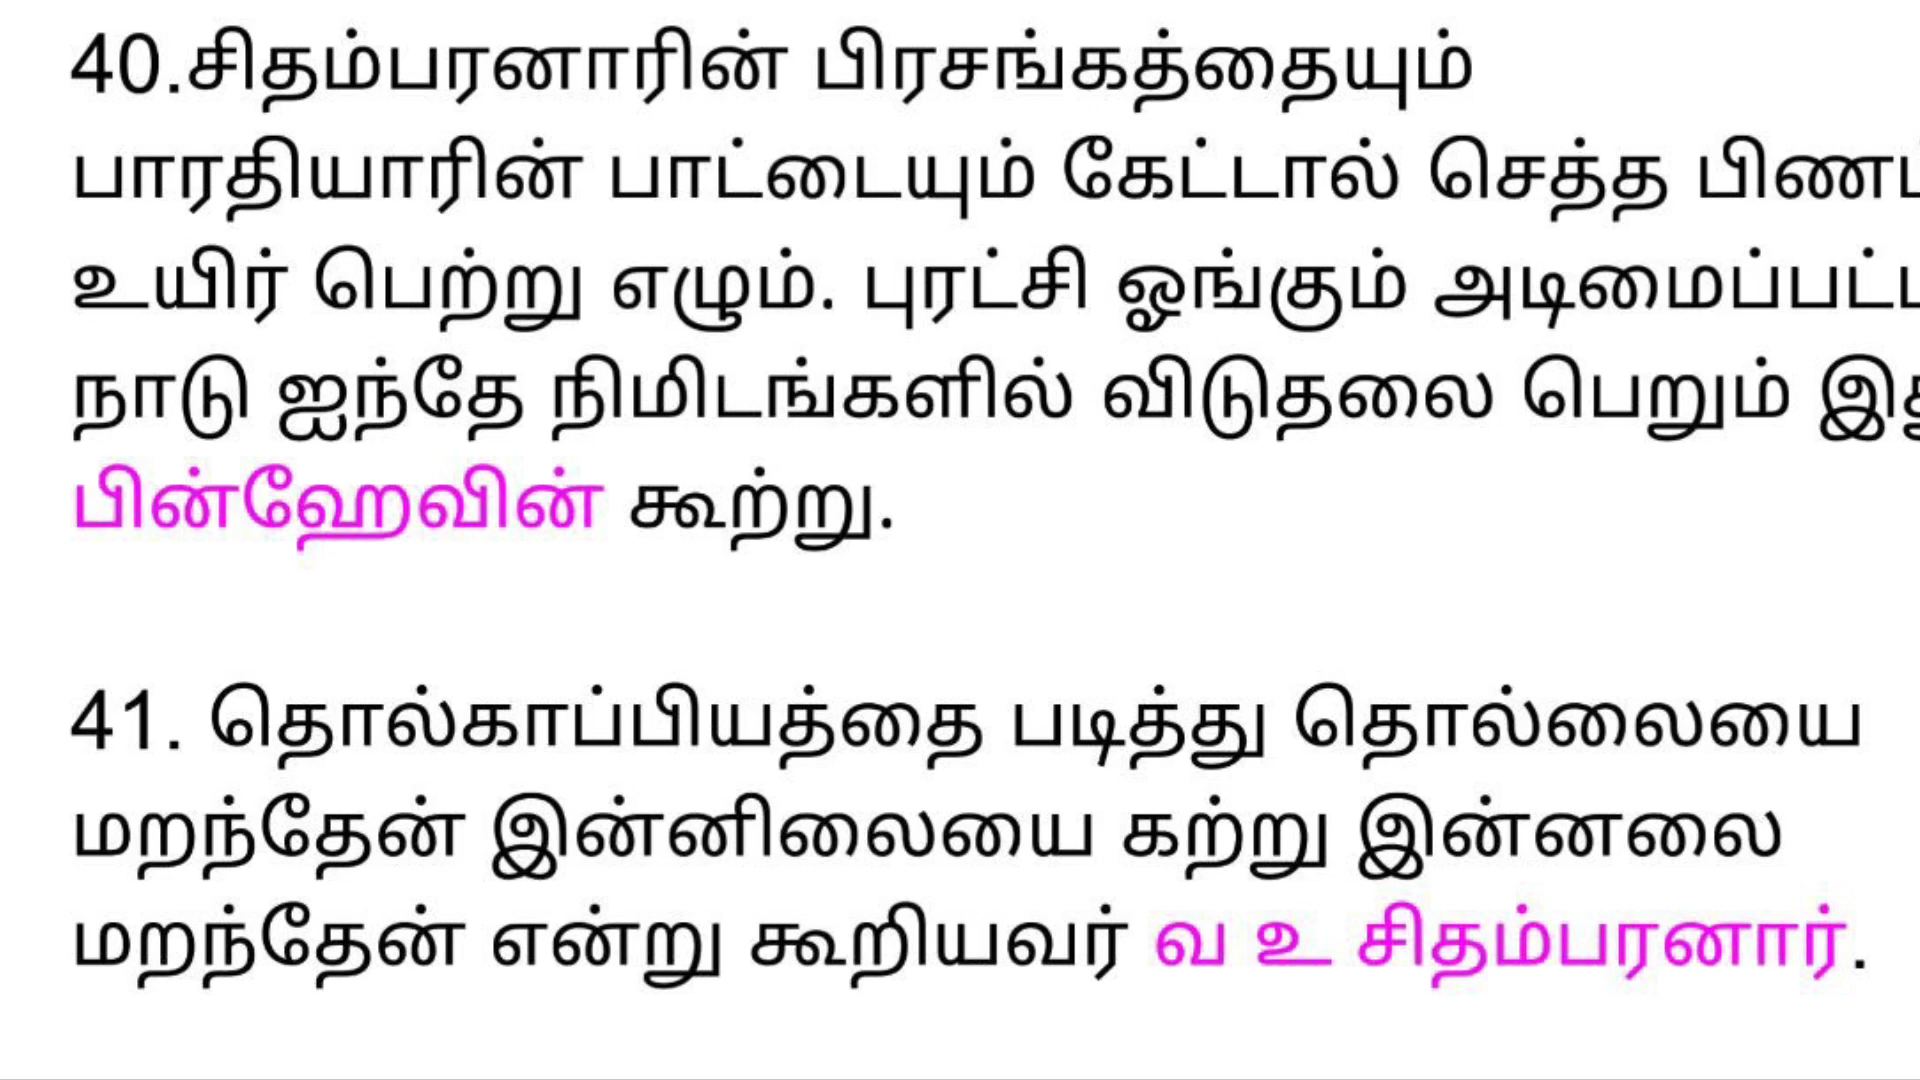 40.சிதம்பரனாரின் பிரசங்கத்தையும்
பாரதியாரின் பாட்டையும் கேட்டால் செத்த
உயிர் பெற்று எழும். புரட்சி ஓங்கும்
நாடு ஐந்தே நிமிடங்களில் விடுதலை பெறும்
பின்ஹேவின் கூற்று.
41. தொல்காப்பியத்தை படித்து தொல்லையை
மறந்தேன் இன்னிலையை கற்று இன்னலை
மறந்தேன் என்று கூறியவர் வ உ சிதம்பரனார்.